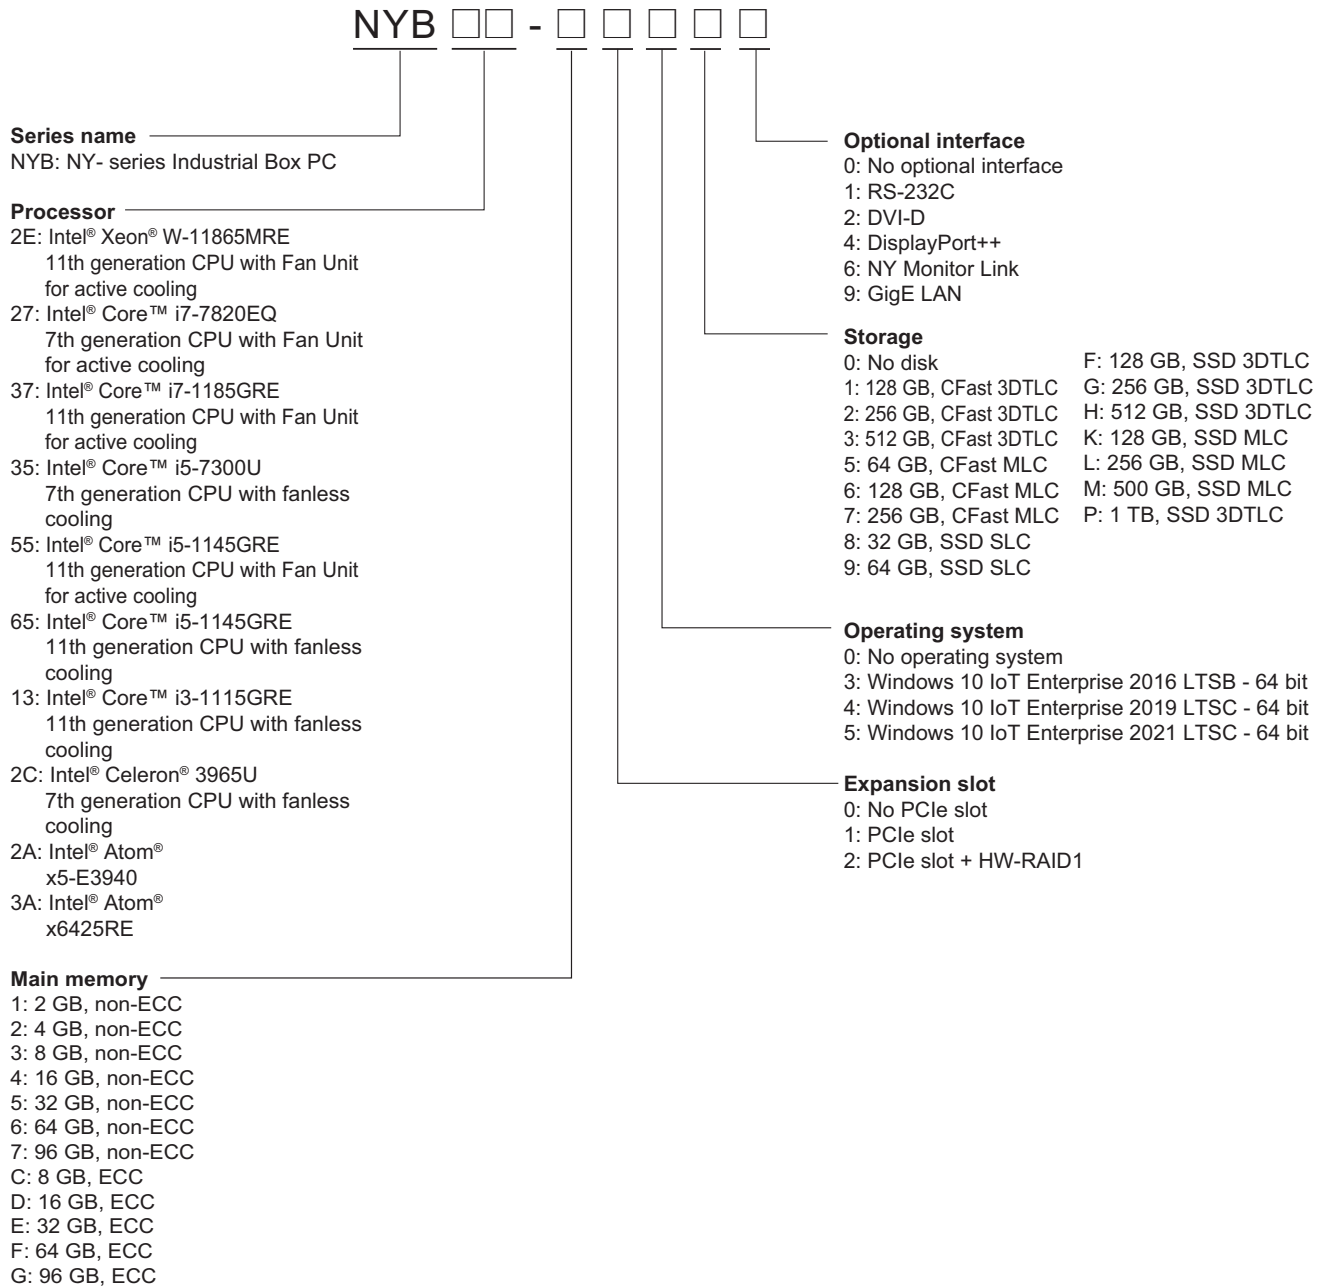 NYB □□ - □ □ □ □ □
Series name
NYB: NY- series Industrial Box PC
Processor
2E: Intel® Xeon® W-11865MRE
11th generation CPU with Fan Unit
for active cooling
27: Intel® Core™ i7-7820EQ
7th generation CPU with Fan Unit
for active cooling
37: Intel® Core™ i7-1185GRE
11th generation CPU with Fan Unit
for active cooling
35: Intel® Core™ i5-7300U
7th generation CPU with fanless
cooling
55: Intel® Core™ i5-1145GRE
11th generation CPU with Fan Unit
for active cooling
65: Intel® Core™ i5-1145GRE
11th generation CPU with fanless
cooling
13: Intel® Core™ i3-1115GRE
11th generation CPU with fanless
cooling
2C: Intel® Celeron® 3965U
7th generation CPU with fanless
cooling
2A: Intel® Atom®
x5-E3940
3A: Intel® Atom®
x6425RE
Main memory
1: 2 GB, non-ECC
2: 4 GB, non-ECC
3: 8 GB, non-ECC
4: 16 GB, non-ECC
5: 32 GB, non-ECC
6: 64 GB, non-ECC
7: 96 GB, non-ECC
C: 8 GB, ECC
D: 16 GB, ECC
E: 32 GB, ECC
F: 64 GB, ECC
G: 96 GB, ECC
Optional interface
0: No optional interface
1: RS-232C
2: DVI-D
4: DisplayPort++
6: NY Monitor Link
9: GigE LAN
Storage
0: No disk
1: 128 GB, CFast 3DTLC
2: 256 GB, CFast 3DTLC
3: 512 GB, CFast 3DTLC
5: 64 GB, CFast MLC
6: 128 GB, CFast MLC
7: 256 GB, CFast MLC
8: 32 GB, SSD SLC
9: 64 GB, SSD SLC
F: 128 GB, SSD 3DTLC
G: 256 GB, SSD 3DTLC
H: 512 GB, SSD 3DTLC
K: 128 GB, SSD MLC
L: 256 GB, SSD MLC
M: 500 GB, SSD MLC
P: 1 TB, SSD 3DTLC
Operating system
0: No operating system
3: Windows 10 IoT Enterprise 2016 LTSB - 64 bit
4: Windows 10 IoT Enterprise 2019 LTSC - 64 bit
5: Windows 10 IoT Enterprise 2021 LTSC - 64 bit
Expansion slot
0: No PCIe slot
1: PCIe slot
2: PCIe slot + HW-RAID1